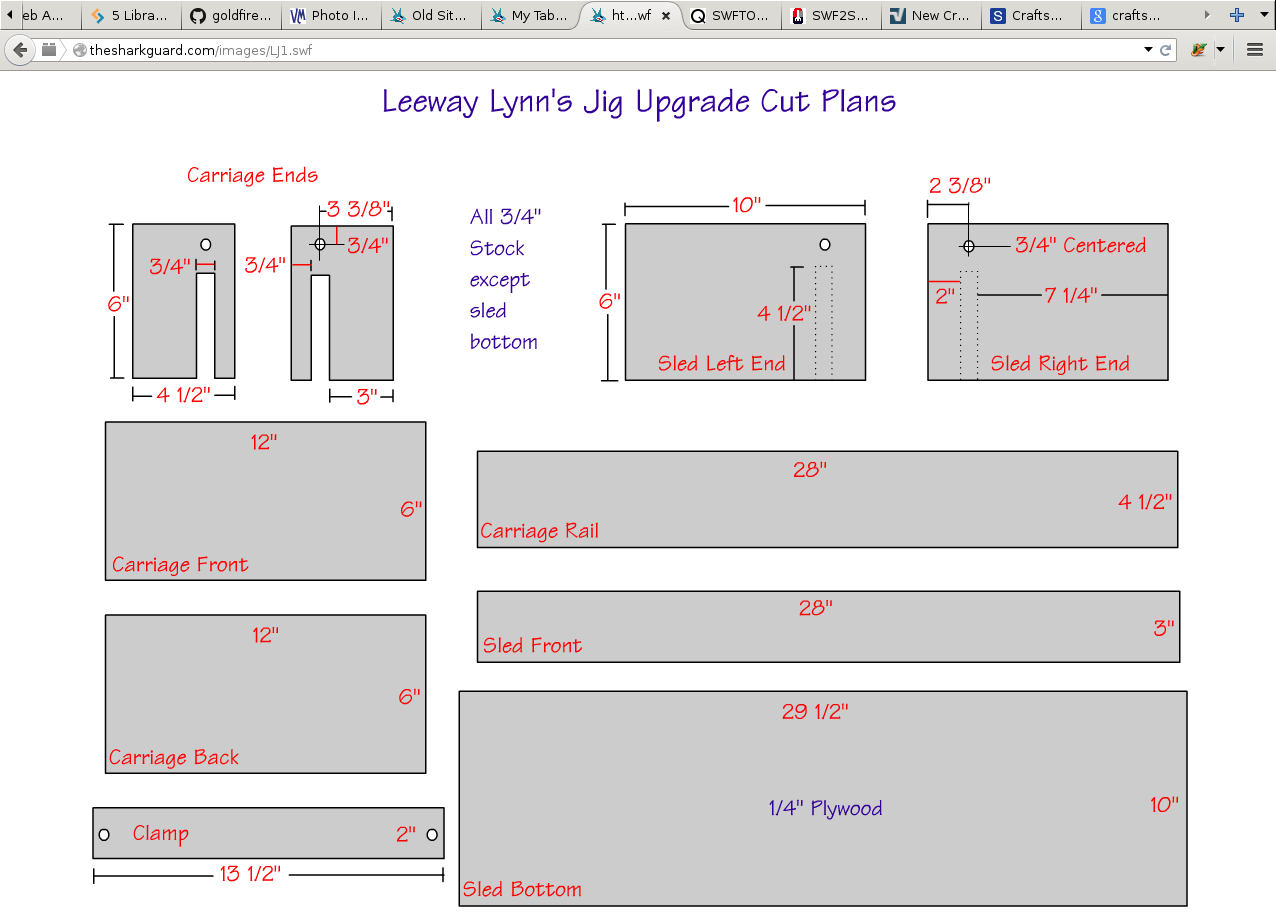 eb A...
5 Libra...
goldfire...
Photo I...
Old Sit...
My Tab...
ht...wf
SWFTO...
SWF2S...
New Cr...
Crafts...
crafts...
thesharkguard.com/images/LJ1.swf
Leeway Lynn's Jig Upgrade Cut Plans
Carriage Ends
6"
3/4"
4 1/2"
3 3/8"
3/4"
3/4"
3"
All 3/4"
Stock
except
sled
bottom
10"
6"
4 1/2"
Sled Left End
2 3/8"
3/4" Centered
2"
7 1/4"
Sled Right End
12"
6"
Carriage Front
28"
4 1/2"
Carriage Rail
12"
6"
Carriage Back
28"
3"
Sled Front
Clamp
2"
13 1/2"
29 1/2"
1/4" Plywood
10"
Sled Bottom